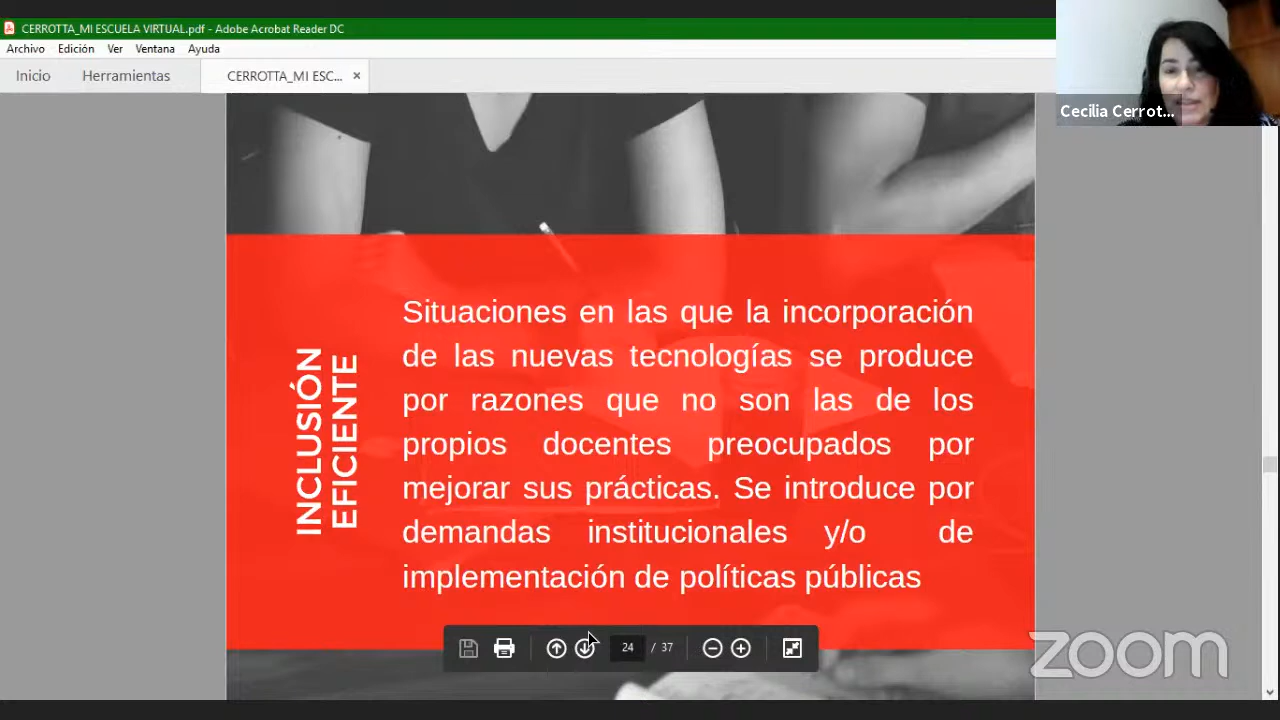 CERROTTA_MI ESCUELA VIRTUAL.pdf - Adobe Acrobat Reader DC
Archivo Edición Ver Ventana Ayuda
Inicio Herramientas CERROTTA_MI ESC... ×
Cecilia Cerrot...
INCLUSIÓN
EFICIENTE
Situaciones en las que la incorporación
de las nuevas tecnologías se produce
por razones que no son las de los
propios docentes preocupados por
mejorar sus prácticas. Se introduce por
demandas institucionales y/o de
implementación de políticas públicas
24 / 37
zoom